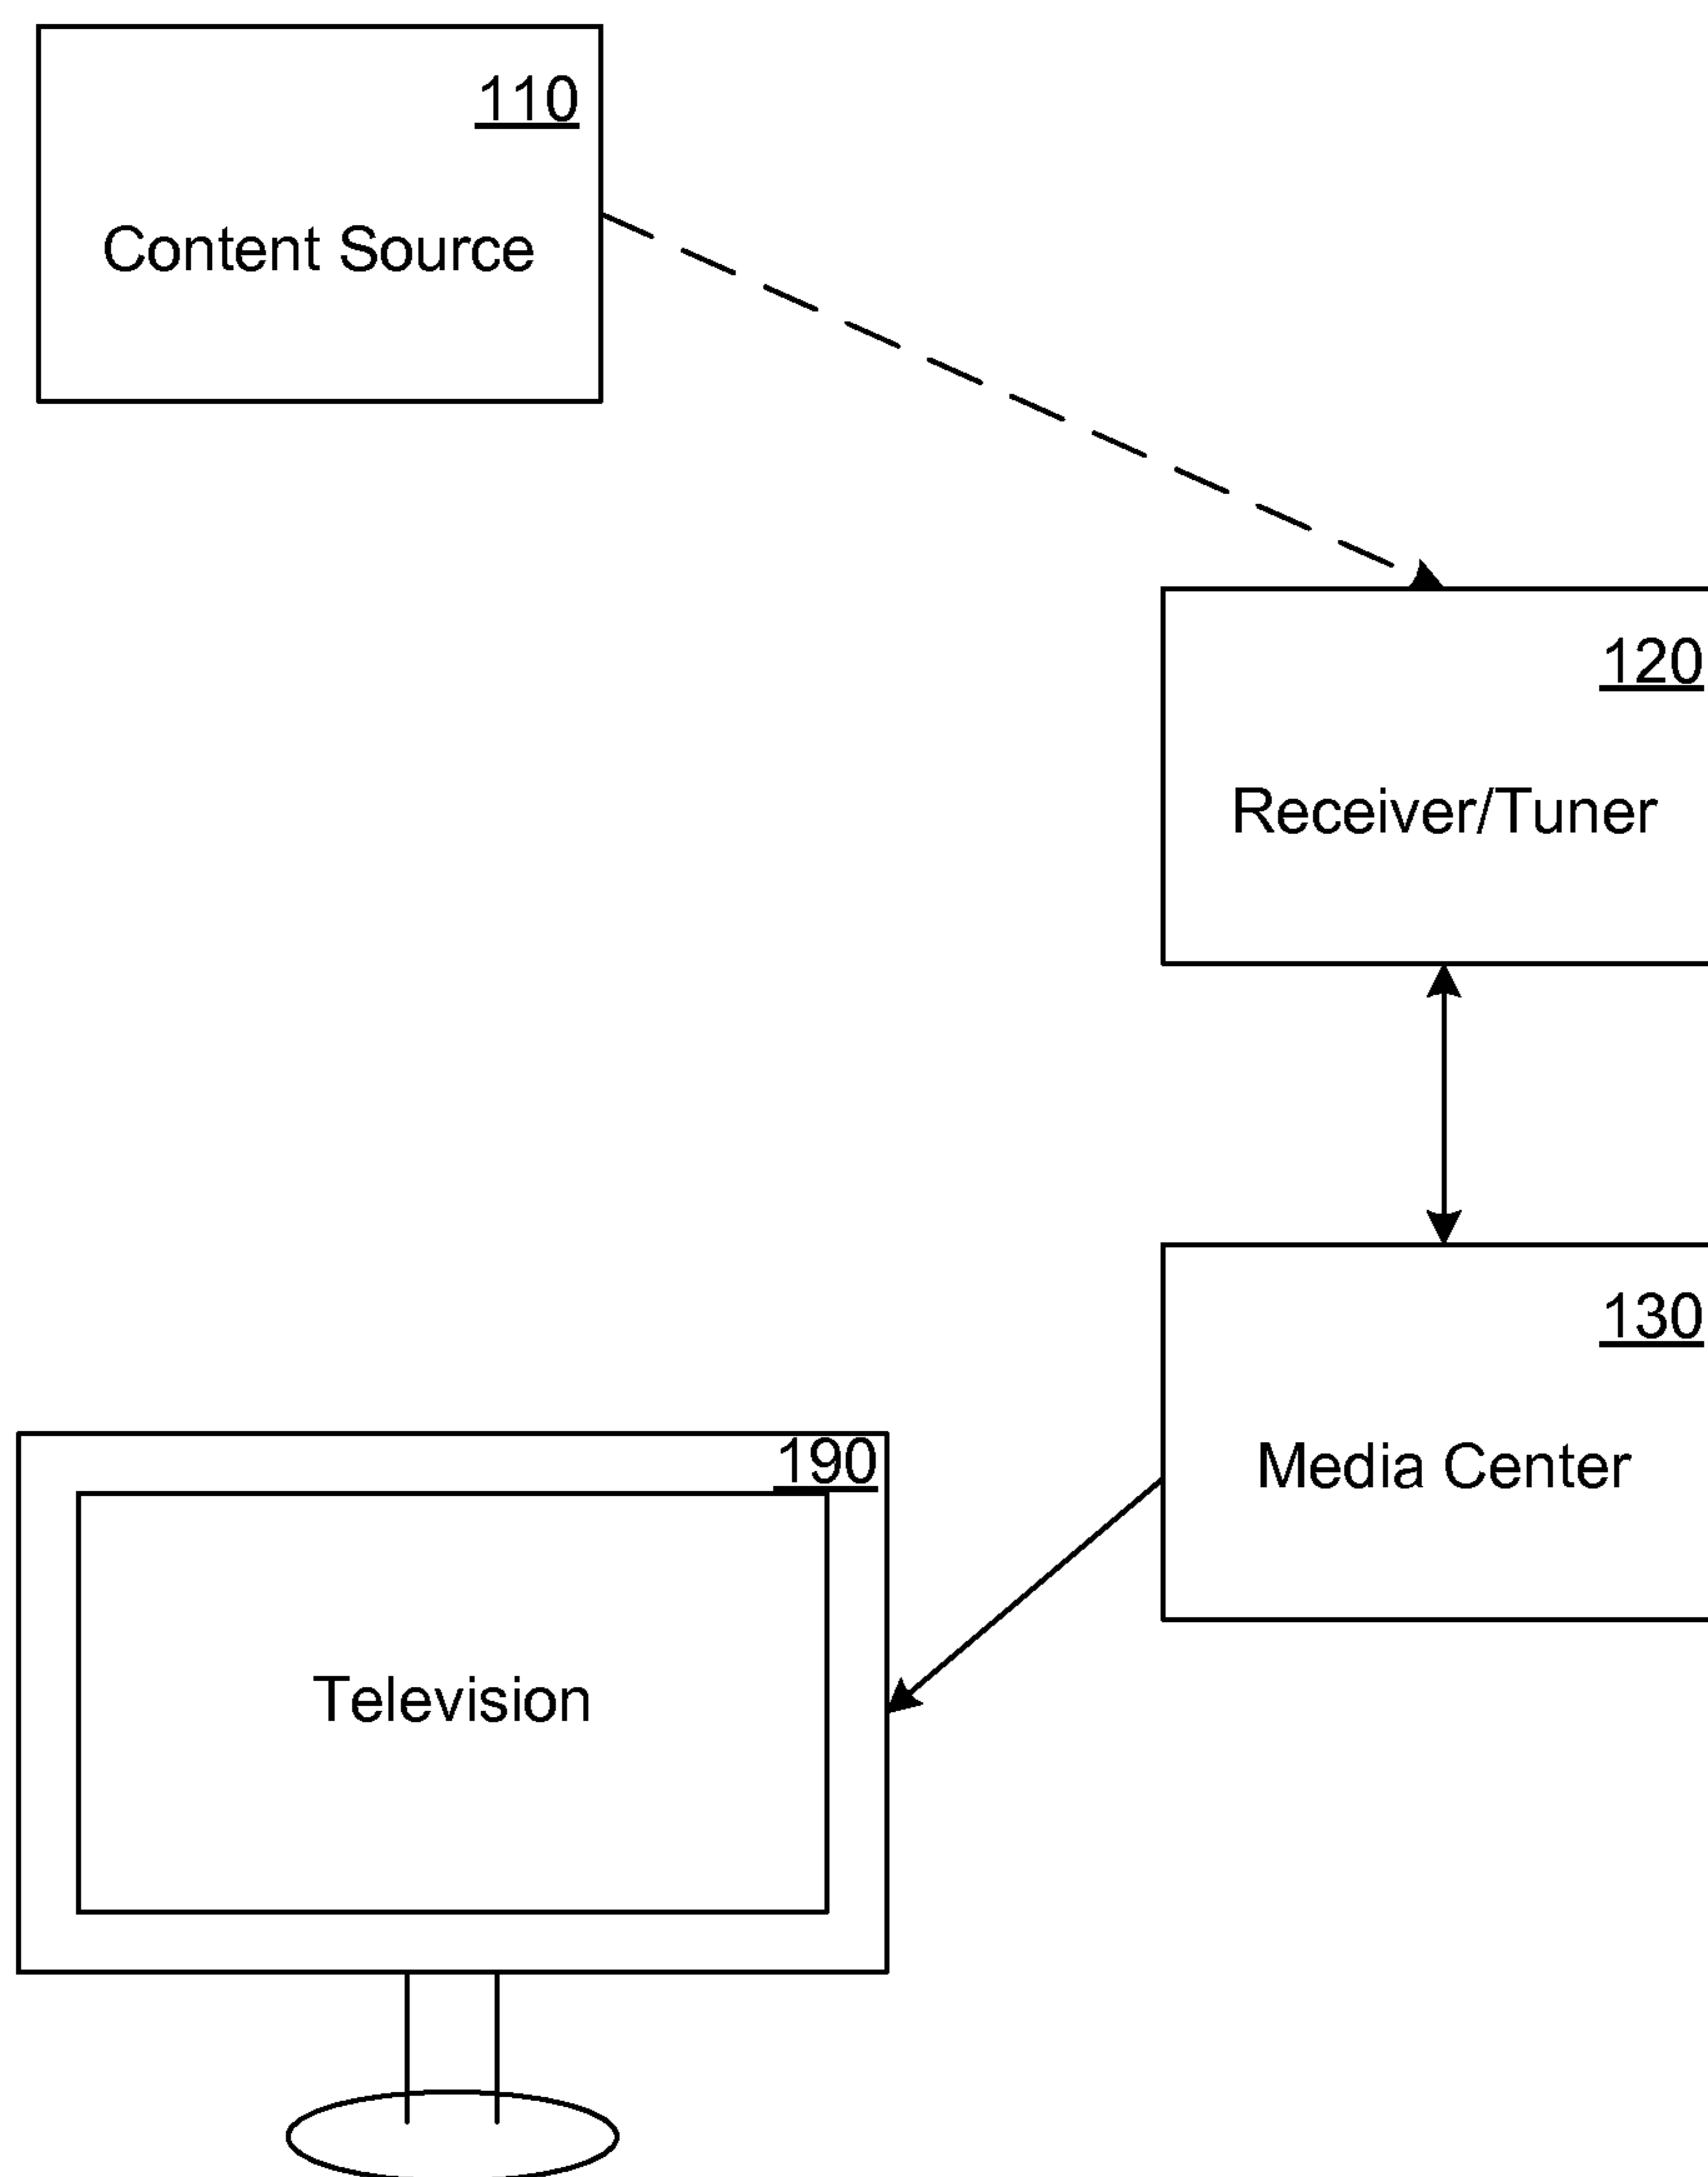 110
Content Source
120
Receiver/Tuner
130
Media Center
190
Television